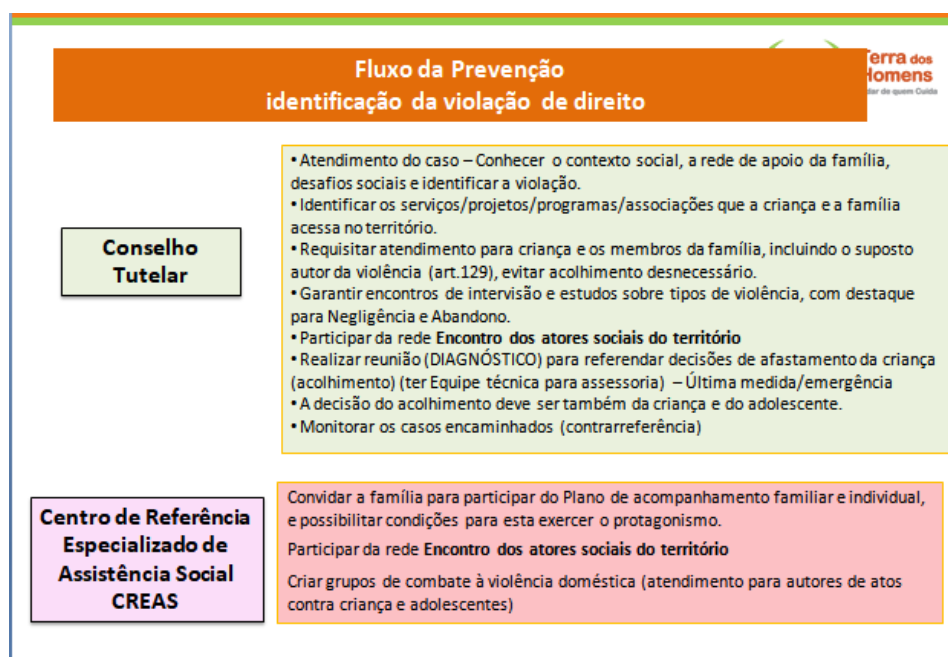 Fluxo da Prevenção
identificação da violação de direito
Terra dos
Homens
dar de quem Cuida
• Atendimento do caso – Conhecer o contexto social, a rede de apoio da família,
desafios sociais e identificar a violação.
• Identificar os serviços/projetos/programas/associações que a criança e a família
acessa no território.
• Requisitar atendimento para criança e os membros da família, incluindo o suposto
autor da violência (art.129), evitar acolhimento desnecessário.
• Garantir encontros de intervisão e estudos sobre tipos de violência, com destaque
para Negligência e Abandono.
• Participar da rede Encontro dos atores sociais do território
• Realizar reunião (DIAGNÓSTICO) para referendar decisões de afastamento da criança
(acolhimento) (ter Equipe técnica para assessoria) – Última medida/emergência
• A decisão do acolhimento deve ser também da criança e do adolescente.
• Monitorar os casos encaminhados (contrarreferência)
Conselho
Tutelar
Centro de Referência
Especializado de
Assistência Social
CREAS
Convidar a família para participar do Plano de acompanhamento familiar e individual,
e possibilitar condições para esta exercer o protagonismo.
Participar da rede Encontro dos atores sociais do território
Criar grupos de combate à violência doméstica (atendimento para autores de atos
contra criança e adolescentes)